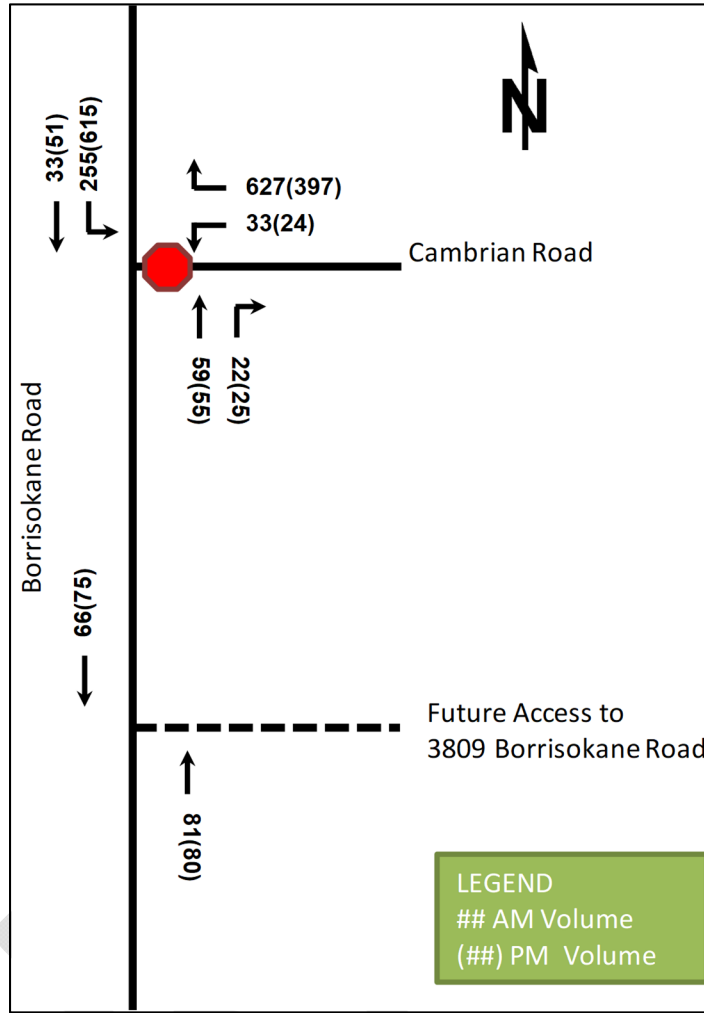 33(51)
255(615)
N
627(397)
33(24)
Cambrian Road
59(55)
22(25)
Borrisokane Road
66(75)
Future Access to
3809 Borrisokane Road
81(80)
LEGEND
## AM Volume
(##) PM Volume